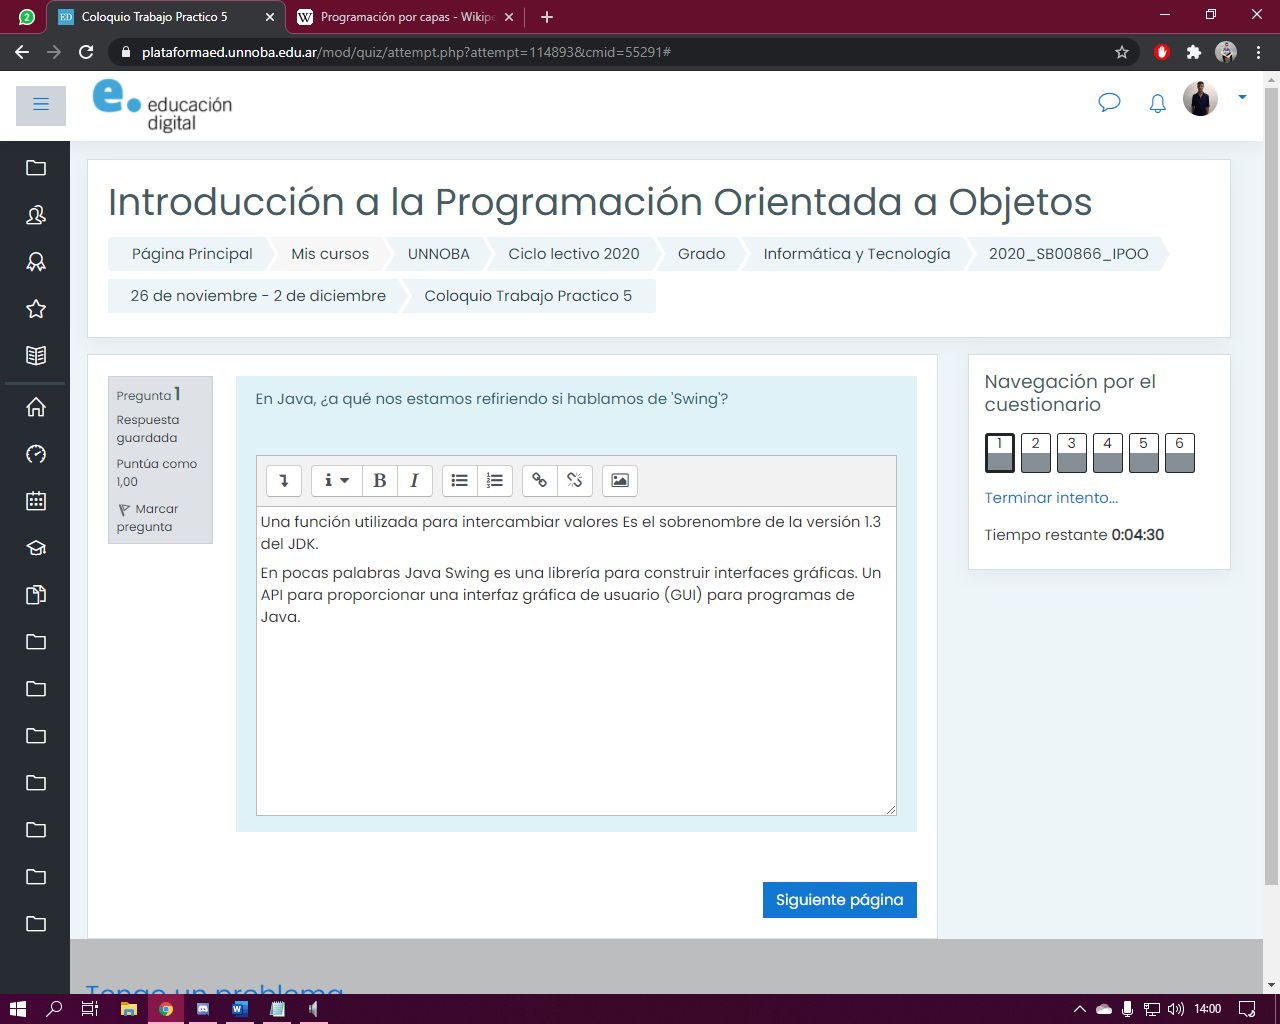 2
ED Coloquio Trabajo Practico 5
W Programación por capas - Wikipe
plataformaed.unnoba.edu.ar/mod/quiz/attempt.php?attempt=114893&cmid=55291#
e. educación
digital
Introducción a la Programación Orientada a Objetos
Página Principal Mis cursos UNNOBA Ciclo lectivo 2020 Grado Informática y Tecnología 2020_SB00866_IPOO
26 de noviembre - 2 de diciembre Coloquio Trabajo Practico 5
Pregunta 1
Respuesta
guardada
Puntúa como
1,00
Marcar
pregunta
En Java, ¿a qué nos estamos refiriendo si hablamos de 'Swing'?
i B I
Una función utilizada para intercambiar valores Es el sobrenombre de la versión 1.3
del JDK.
En pocas palabras Java Swing es una librería para construir interfaces gráficas. Un
API para proporcionar una interfaz gráfica de usuario (GUI) para programas de
Java.
Siguiente página
Navegación por el
cuestionario
1 2 3 4 5 6
Terminar intento...
Tiempo restante 0:04:30
Tengo un problema
14:00